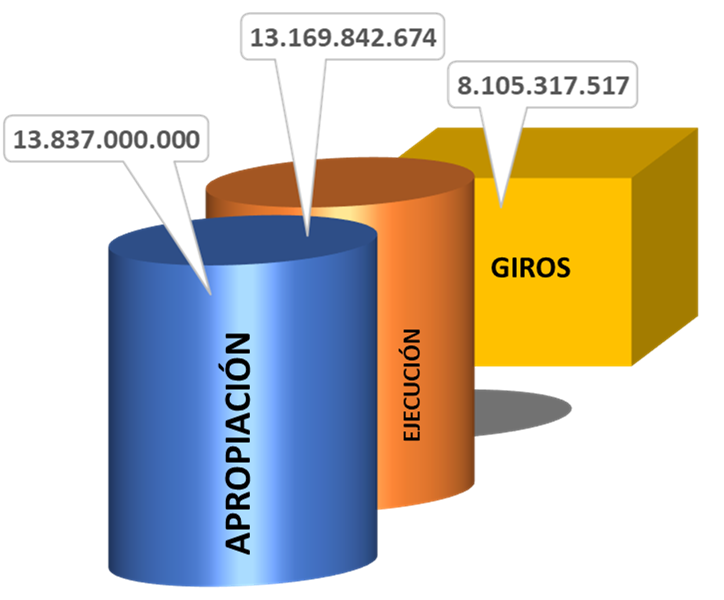 13.169.842.674
8.105.317.517
13.837.000.000
GIROS
EJECUCIÓN
APROPIACIÓN